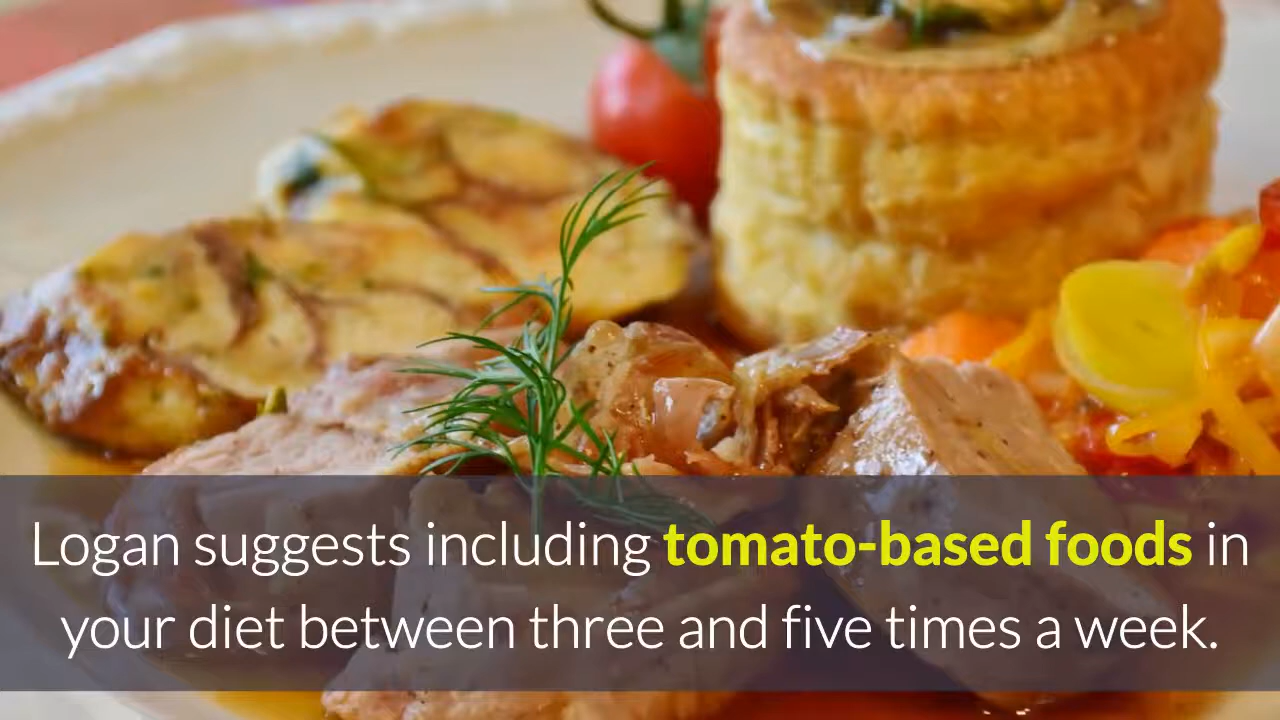 Logan suggests including tomato-based foods in
your diet between three and five times a week.